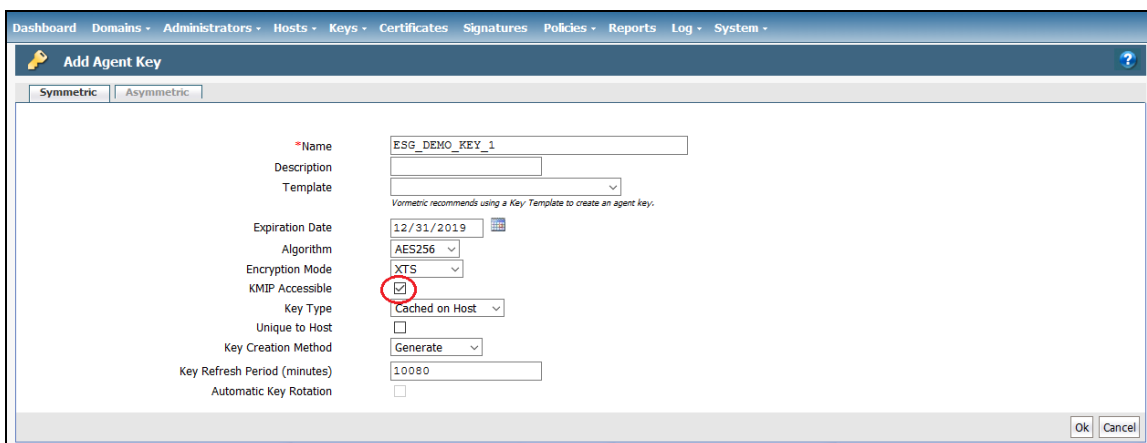 Dashboard Domains Administrators Hosts Keys Certificates Signatures Policies Reports Log System
Add Agent Key ?
Symmetric Asymmetric
*Name ESG_DEMO_KEY_1
Description
Template
Vormetric recommends using a Key Template to create an agent key.
Expiration Date 12/31/2019
Algorithm AES256
Encryption Mode XTS
KMIP Accessible
Key Type Cached on Host
Unique to Host
Key Creation Method Generate
Key Refresh Period (minutes) 10080
Automatic Key Rotation
Ok Cancel